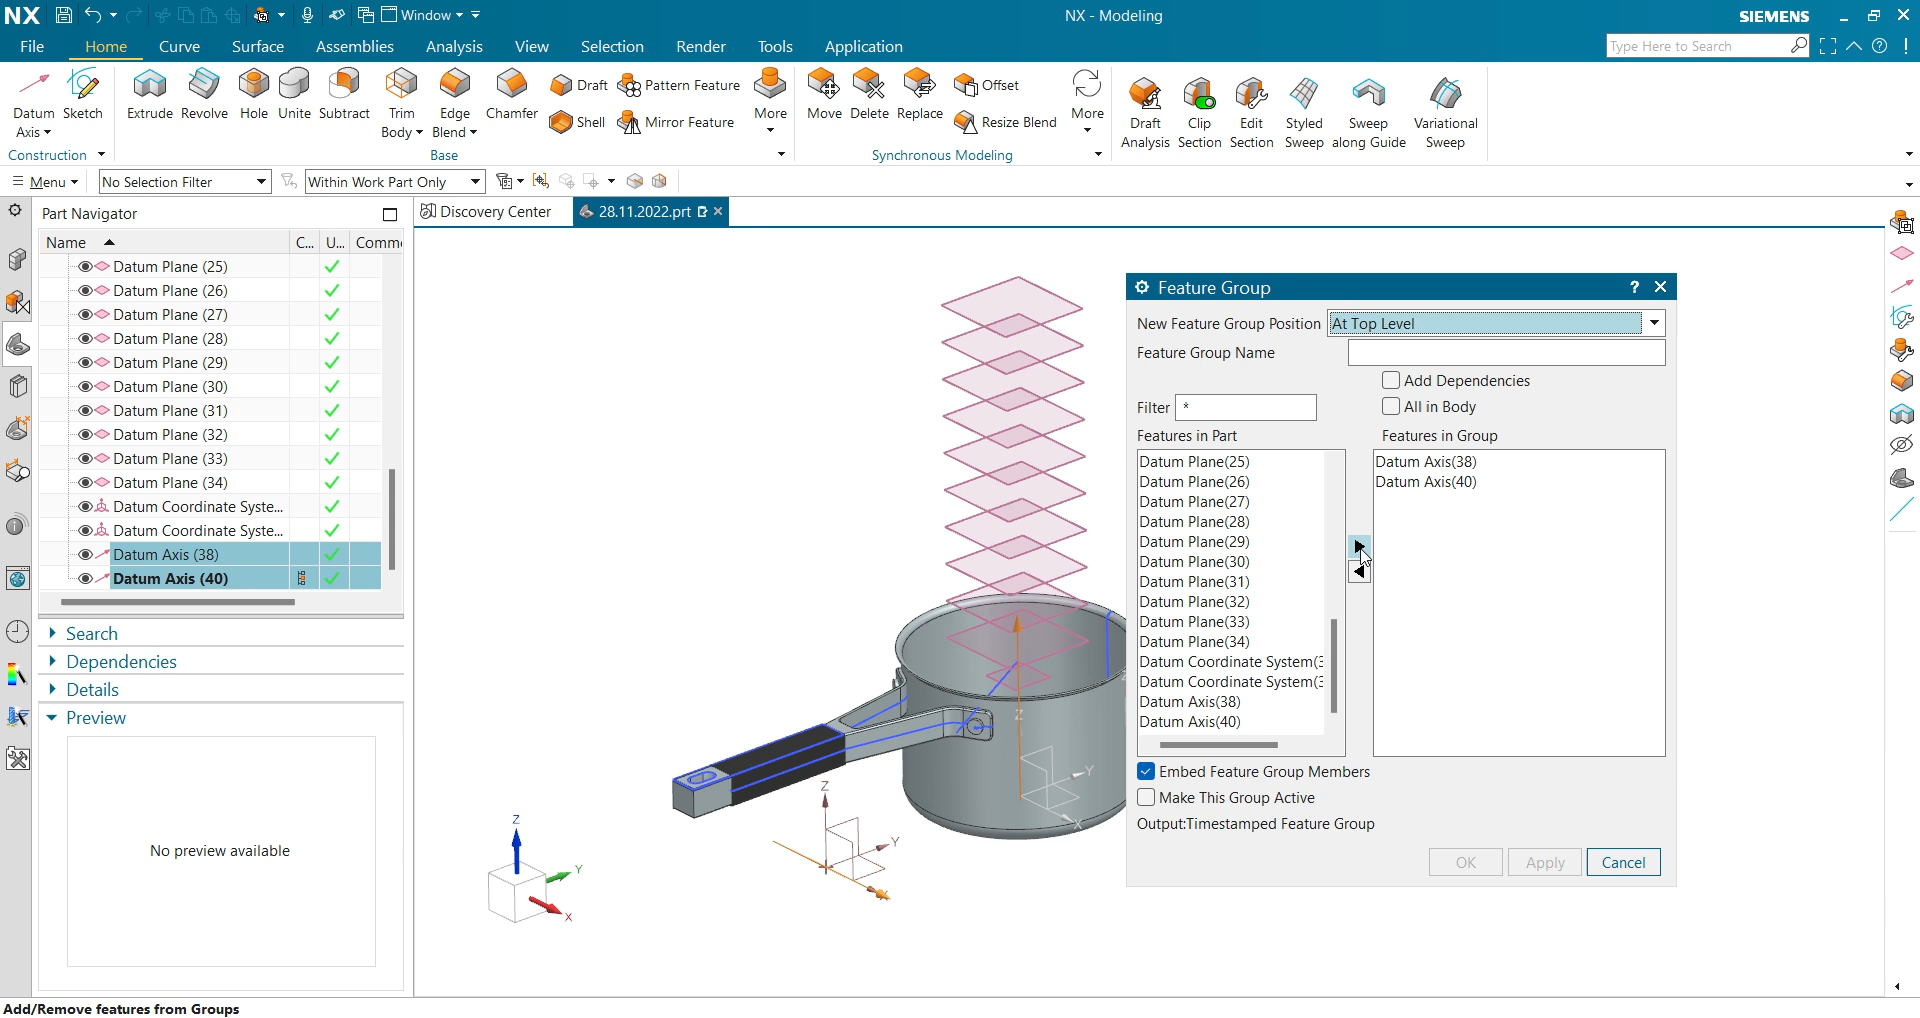 NX
Window
NX - Modeling
SIEMENS
File
Home
Curve
Surface
Assemblies
Analysis
View
Selection
Render
Tools
Application
Type Here to Search
Datum Axis
Sketch
Extrude
Revolve
Hole
Unite
Subtract
Trim Body
Edge Blend
Chamfer
Draft
Shell
Pattern Feature
Mirror Feature
More
Move
Delete
Replace
Offset
Resize Blend
More
Draft Analysis
Clip Section
Edit Section
Styled Sweep
Sweep along Guide
Variational Sweep
Construction
Base
Synchronous Modeling
Menu
No Selection Filter
Within Work Part Only
Part Navigator
Discovery Center
28.11.2022.prt
Name C... U... Comme
Datum Plane (25)
Datum Plane (26)
Datum Plane (27)
Datum Plane (28)
Datum Plane (29)
Datum Plane (30)
Datum Plane (31)
Datum Plane (32)
Datum Plane (33)
Datum Plane (34)
Datum Coordinate Syste...
Datum Coordinate Syste...
Datum Axis (38)
Datum Axis (40)
Search
Dependencies
Details
Preview
No preview available
Z
Y
X
Z
Y
Z
Y
X
Feature Group
New Feature Group Position At Top Level
Feature Group Name
Add Dependencies
Filter *
All in Body
Features in Part
Features in Group
Datum Plane(25)
Datum Plane(26)
Datum Plane(27)
Datum Plane(28)
Datum Plane(29)
Datum Plane(30)
Datum Plane(31)
Datum Plane(32)
Datum Plane(33)
Datum Plane(34)
Datum Coordinate System(3
Datum Coordinate System(3
Datum Axis(38)
Datum Axis(40)
Datum Axis(38)
Datum Axis(40)
Embed Feature Group Members
Make This Group Active
Output:Timestamped Feature Group
OK
Apply
Cancel
Add/Remove features from Groups